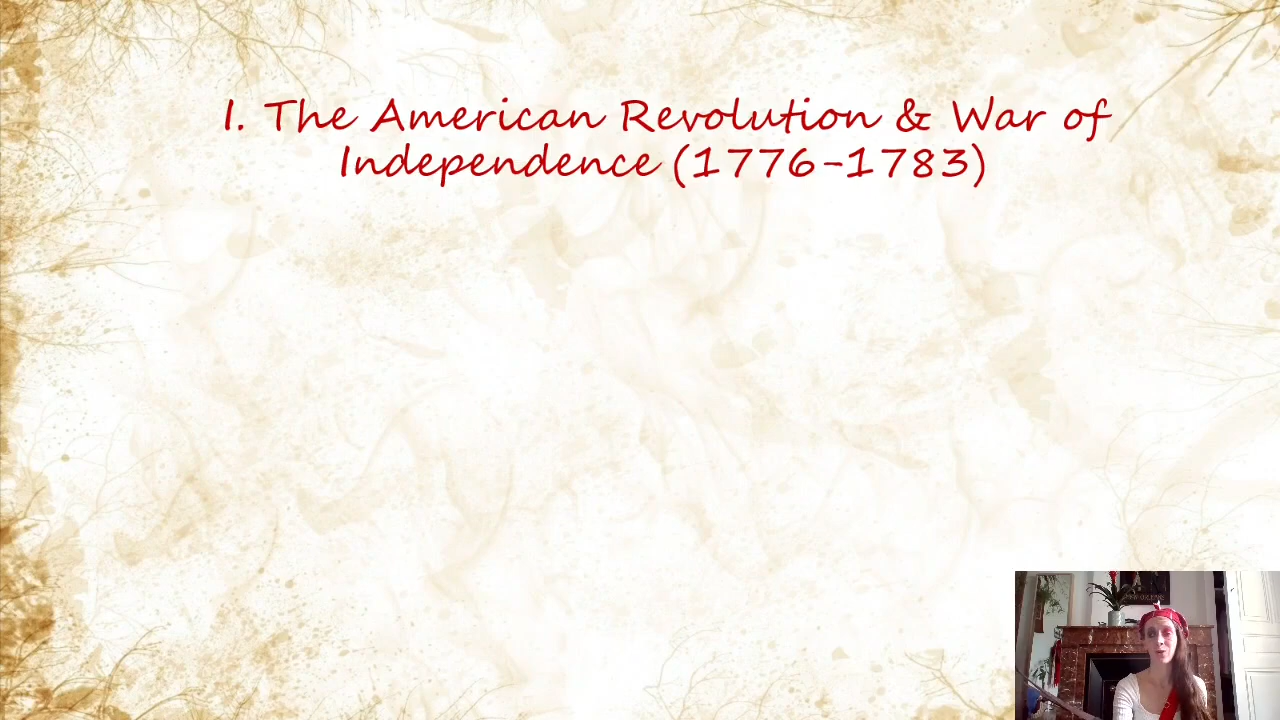 I. The American Revolution & War of
Independence (1776-1783)